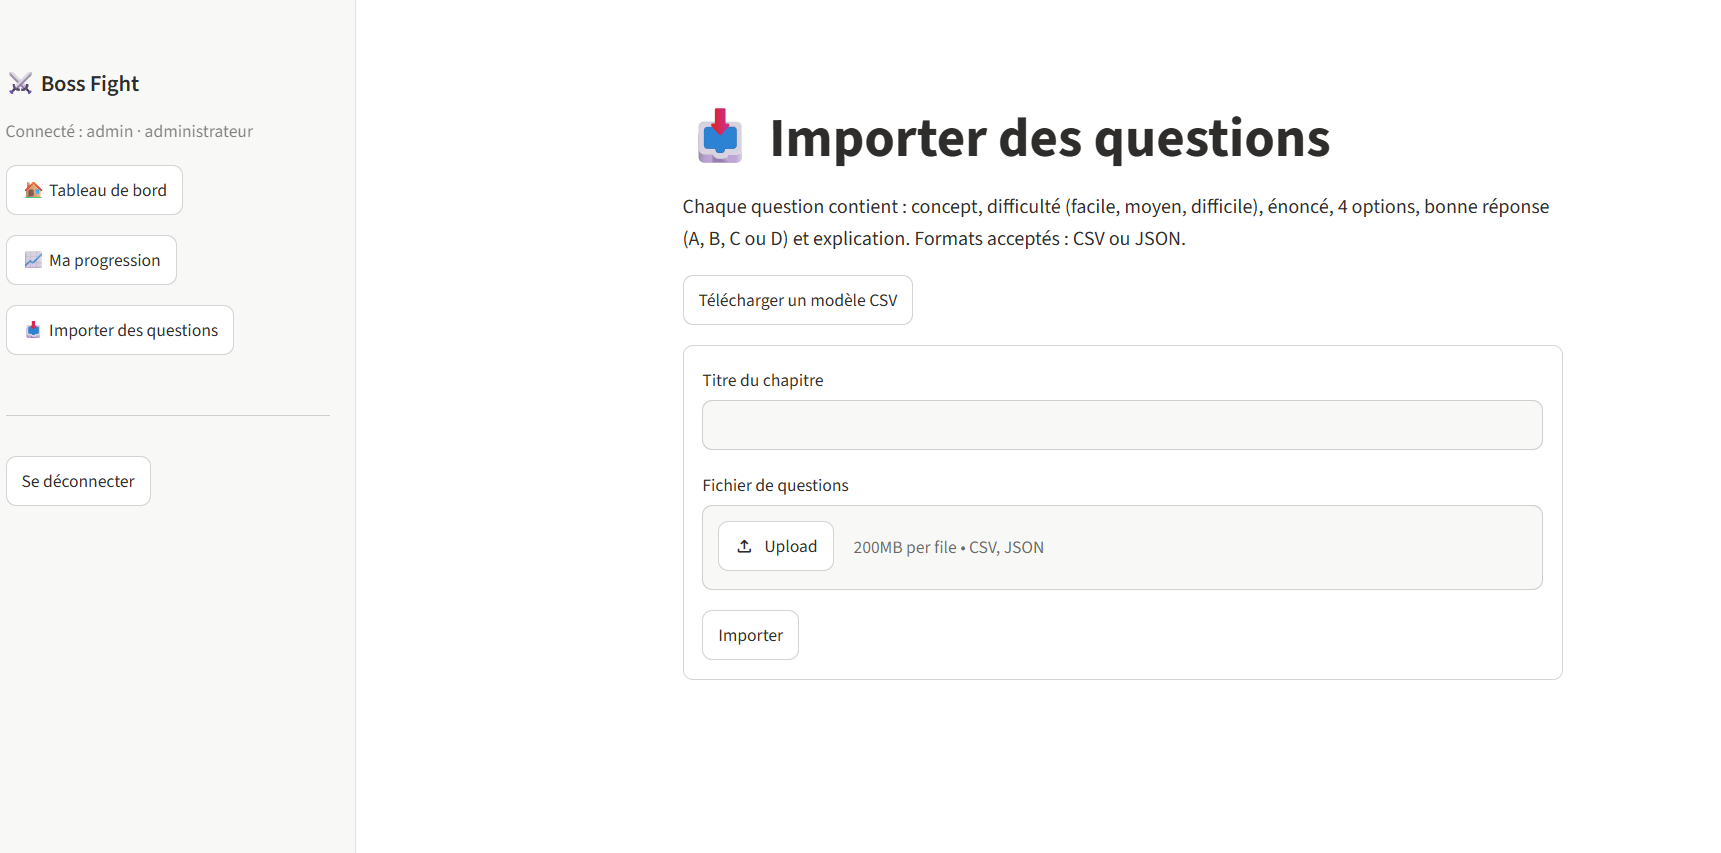 Boss Fight
Connecté : admin · administrateur
Tableau de bord
Ma progression
Importer des questions
Se déconnecter
Importer des questions
Chaque question contient : concept, difficulté (facile, moyen, difficile), énoncé, 4 options, bonne réponse
(A, B, C ou D) et explication. Formats acceptés : CSV ou JSON.
Télécharger un modèle CSV
Titre du chapitre
Fichier de questions
Upload 200MB per file • CSV, JSON
Importer